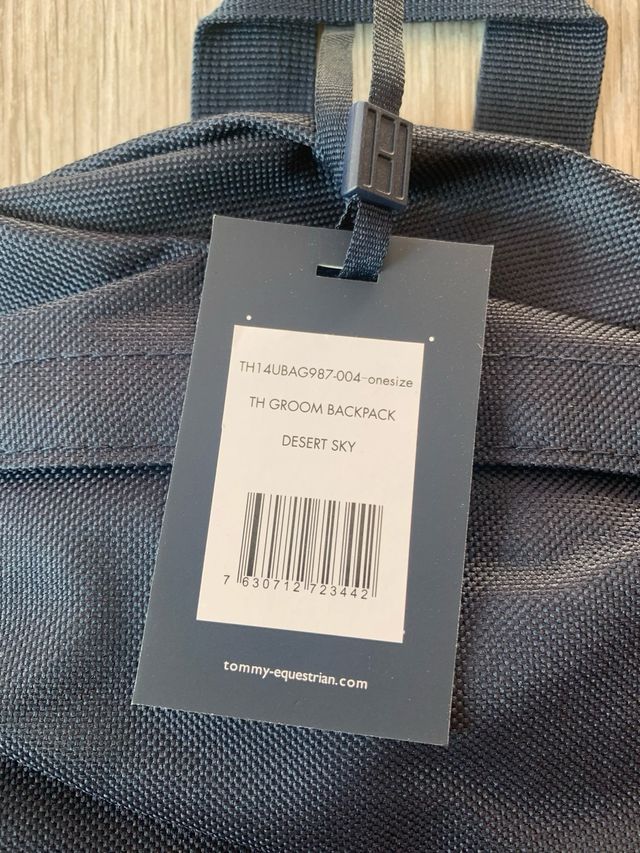 TH14UBAG987-004-onesize
TH GROOM BACKPACK
DESERT SKY
7 630712 723442
tommy-equestrian.com